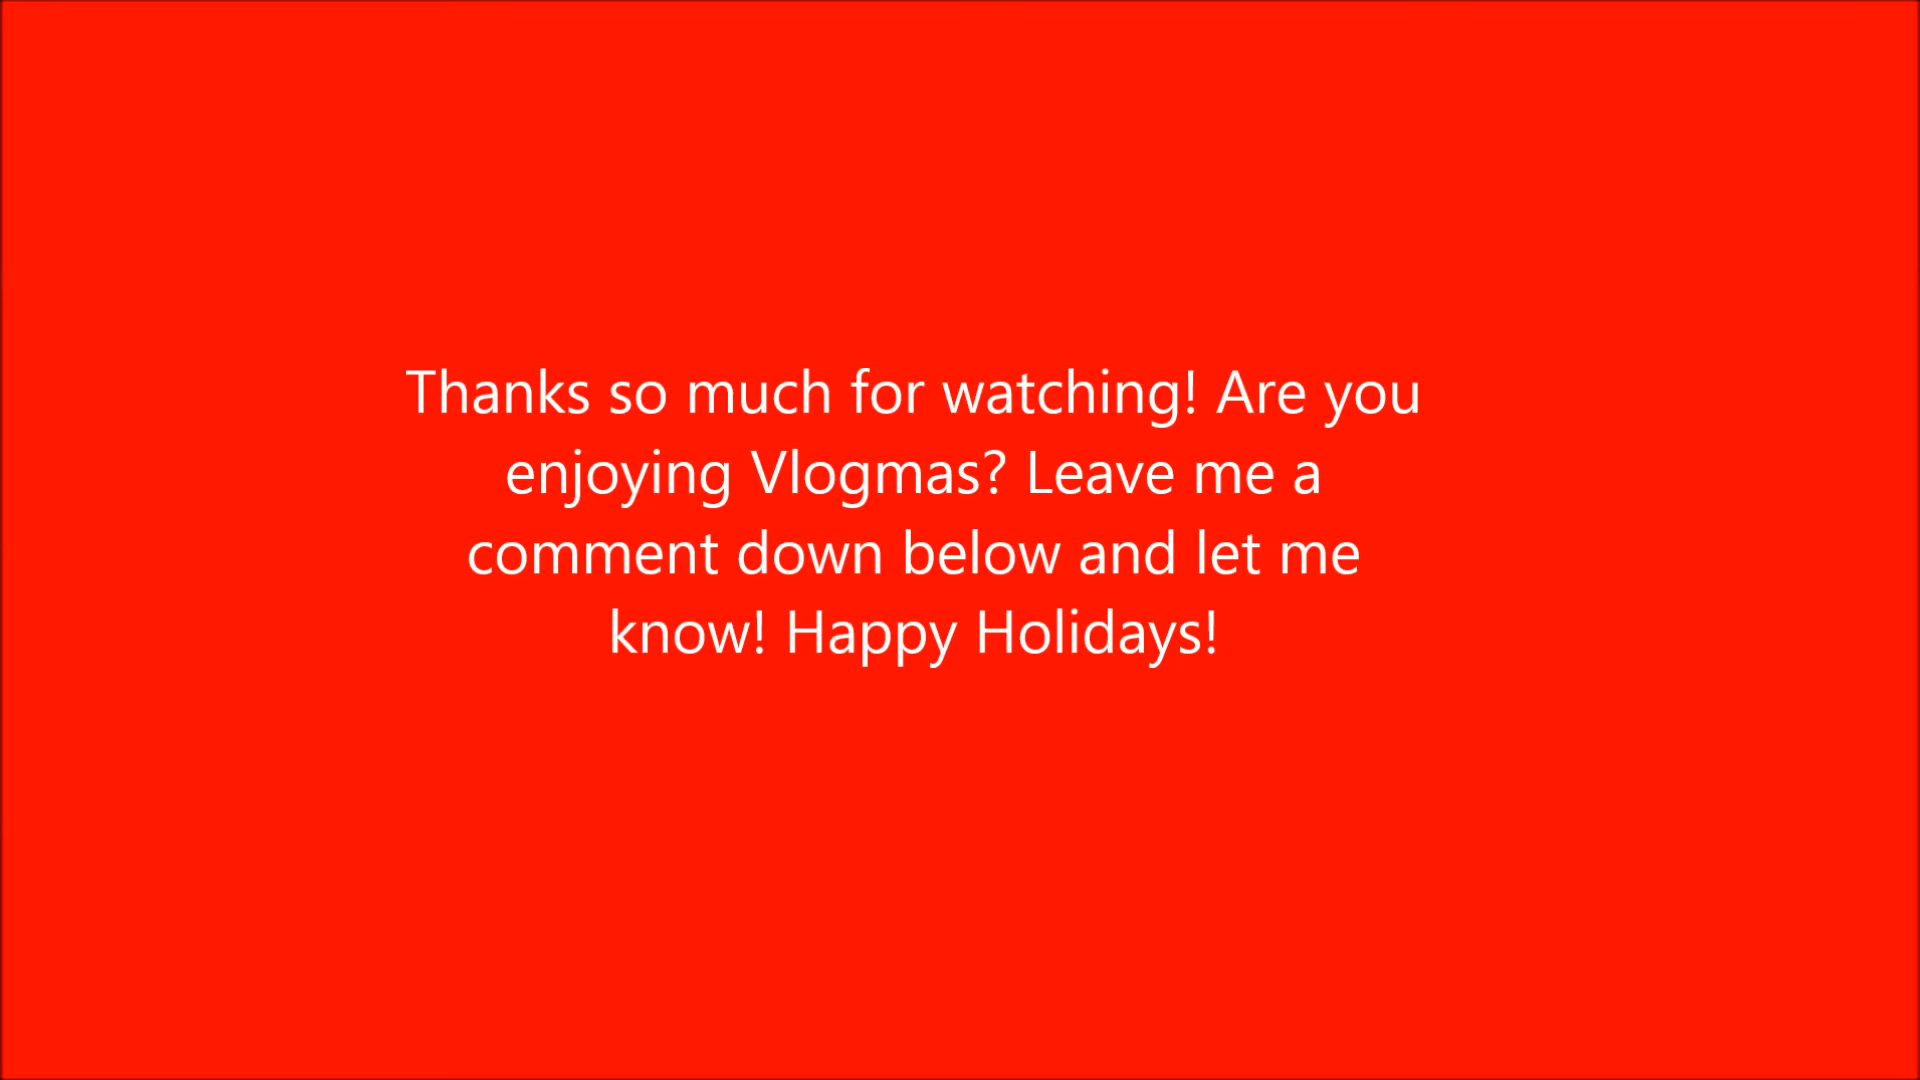 Thanks so much for watching! Are you
enjoying Vlogmas? Leave me a
comment down below and let me
know! Happy Holidays!